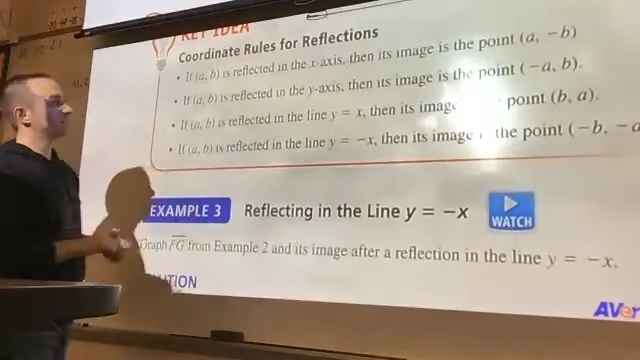 KEY IDEA
Coordinate Rules for Reflections
• If (a, b) is reflected in the x-axis, then its image is the point (a, −b)
• If (a, b) is reflected in the y-axis, then its image is the point (−a, b).
• If (a, b) is reflected in the line y = x, then its image point (b, a).
• If (a, b) is reflected in the line y = −x, then its image the point (−b, −a
EXAMPLE 3 Reflecting in the Line y = −x WATCH
Graph FG from Example 2 and its image after a reflection in the line y = −x.
TION
AVer